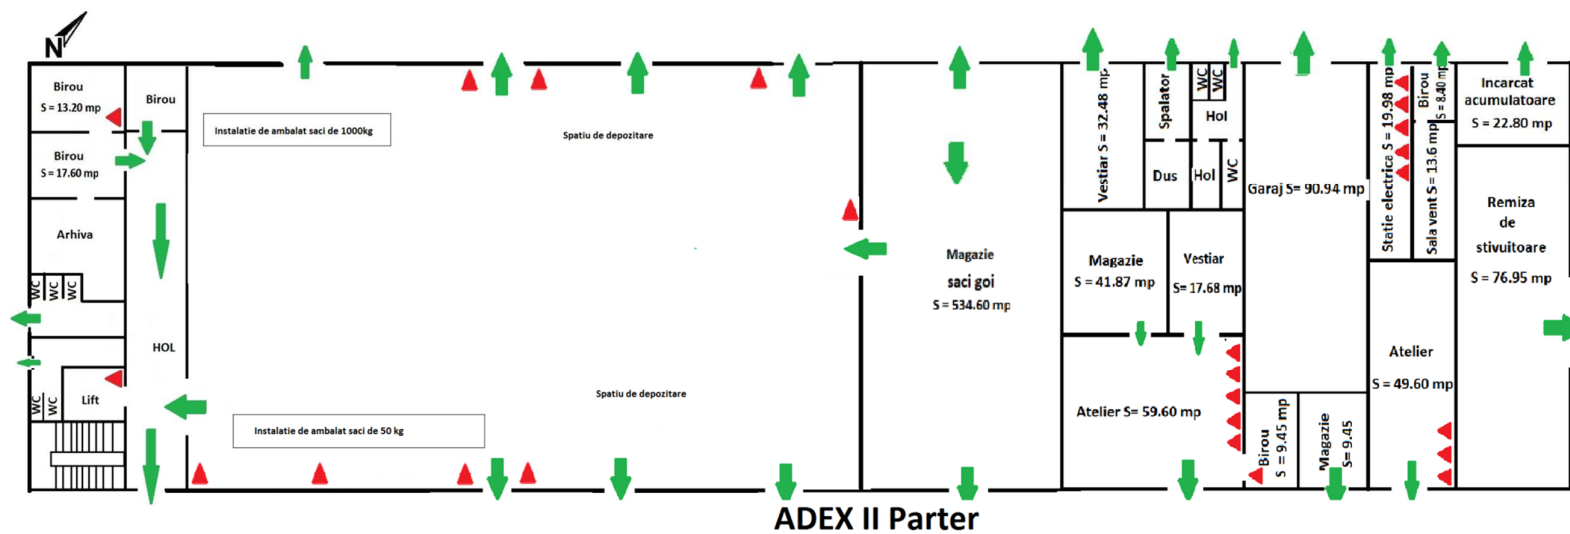 N
Birou
S = 13.20 mp
Birou
Birou
S = 17.60 mp
Arhiva
WC
WC
WC
HOL
WC
WC
Lift
Instalatie de ambalat saci de 1000kg
Spatiu de depozitare
Spatiu de depozitare
Instalatie de ambalat saci de 50 kg
Magazie
saci goi
S = 534.60 mp
Vestiar S = 32.48 mp
Spalator
WC
WC
Hol
Dus
Hol
WC
Magazie
S = 41.87 mp
Vestiar
S= 17.68 mp
Atelier S= 59.60 mp
Garaj S= 90.94 mp
Birou
S = 9.45 mp
Magazie
S= 9.45
Statie electrica S = 19.98 mp
Birou
S = 8.40 mp
Sala vent S = 13.6 mp
Atelier
S = 49.60 mp
Incarcat
acumulatoare
S = 22.80 mp
Remiza
de
stivuitoare
S = 76.95 mp
ADEX II Parter